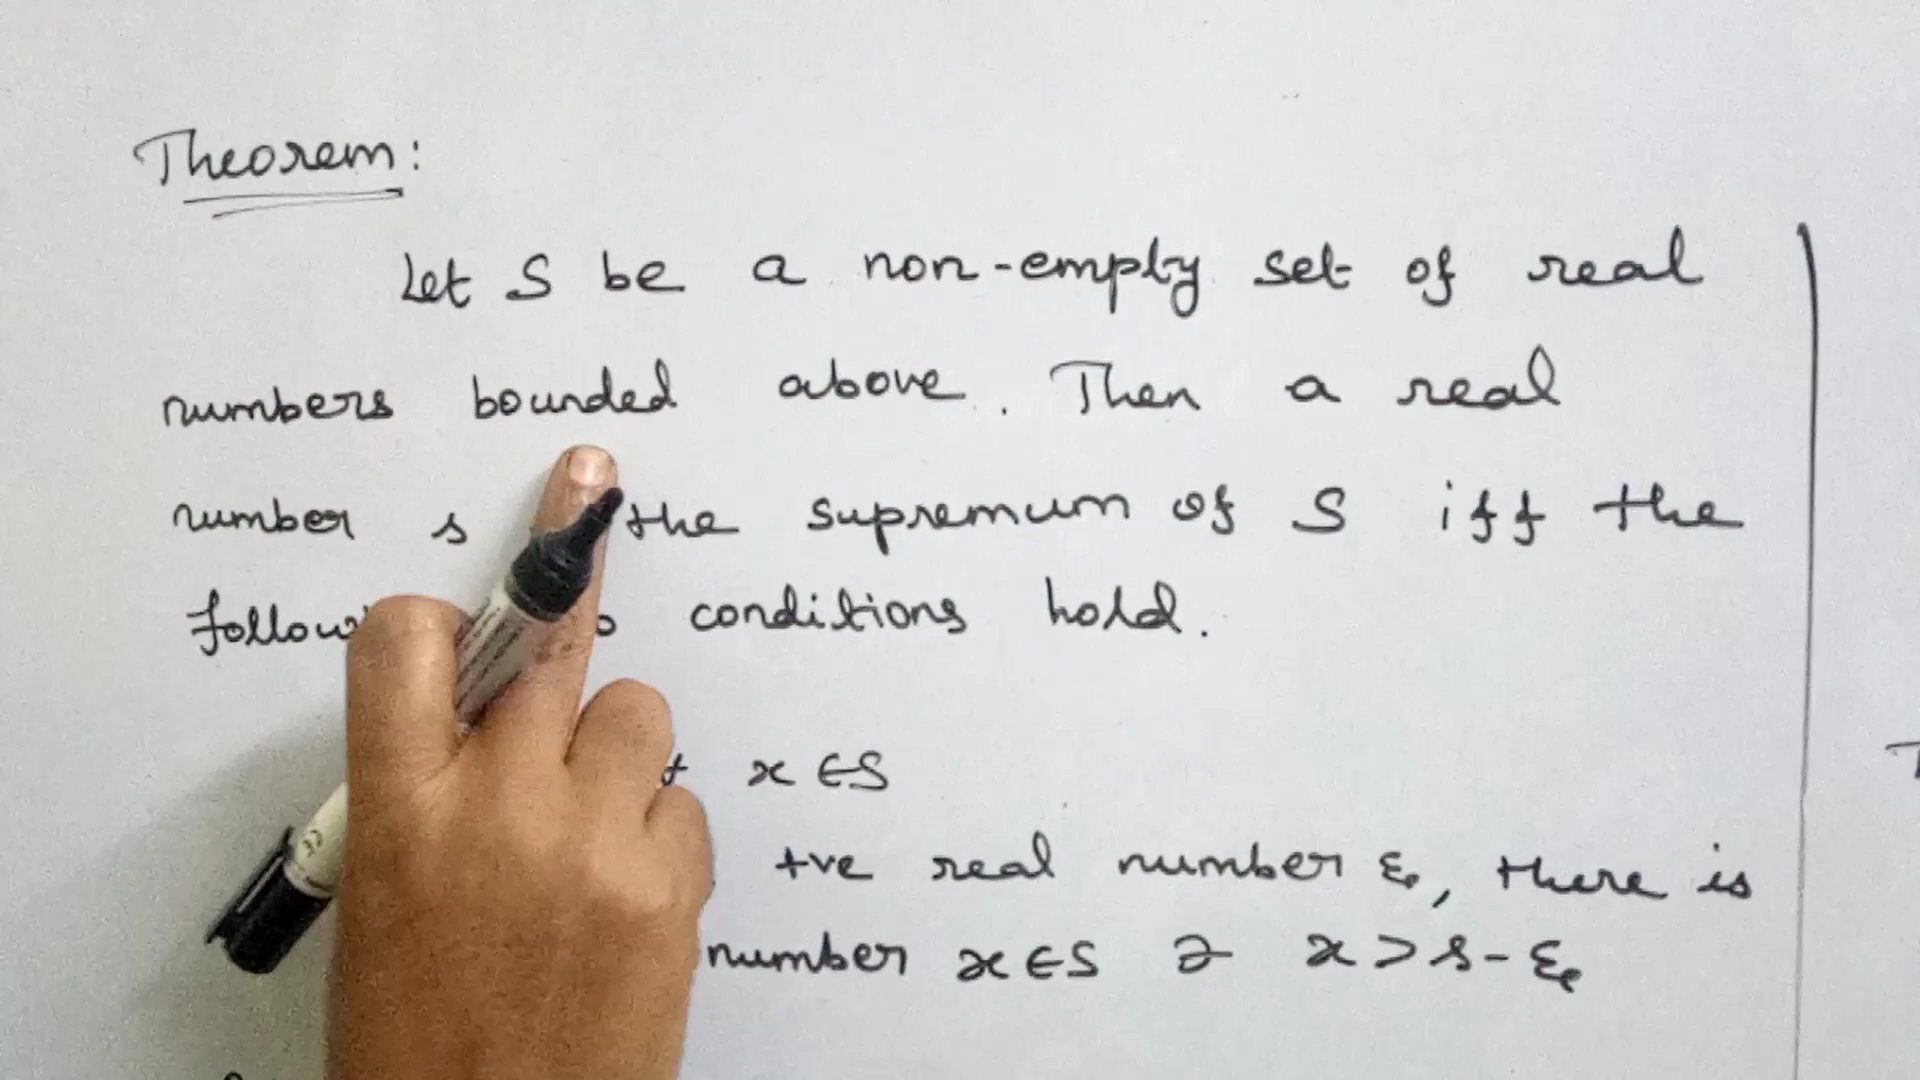 Theorem:
Let S be a non-empty set of real
numbers bounded above. Then a real
number s the supremum of S iff the
conditions hold.
x ∈ S
+ve real number ε, there is
number x ∈ S ∋ x > s - ε